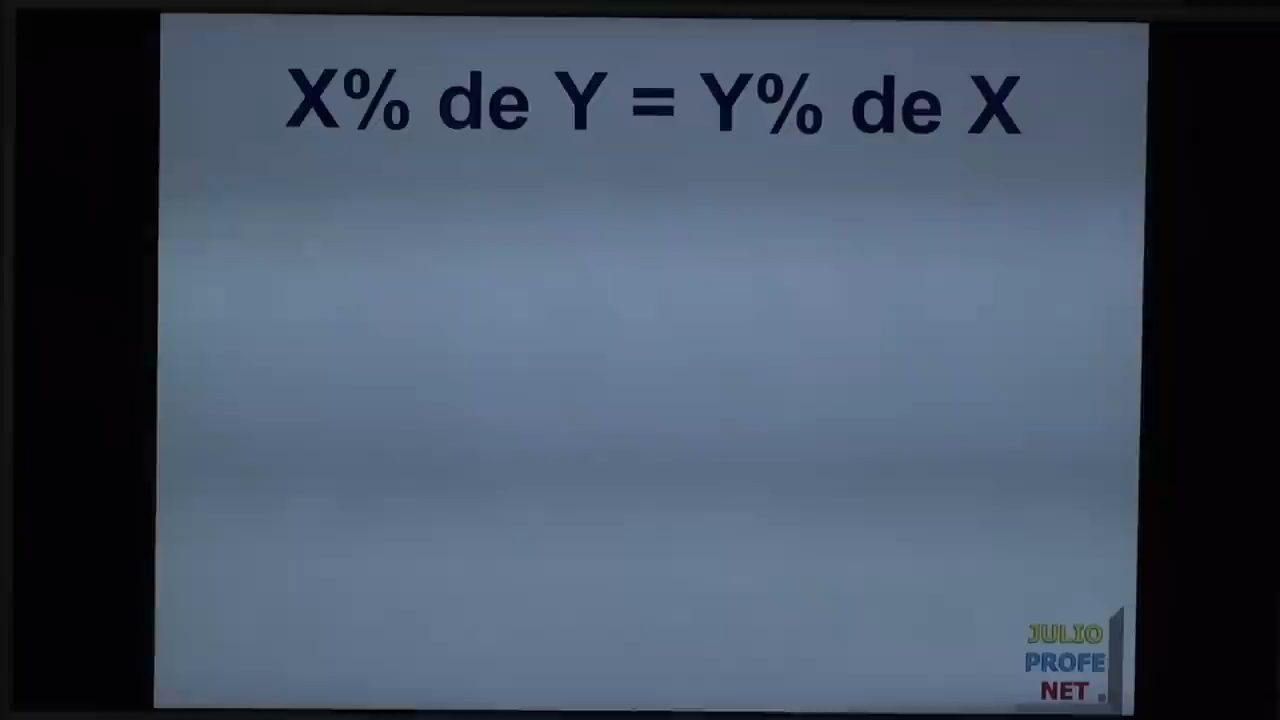 X% de Y = Y% de X
JULIO
PROFE
NET